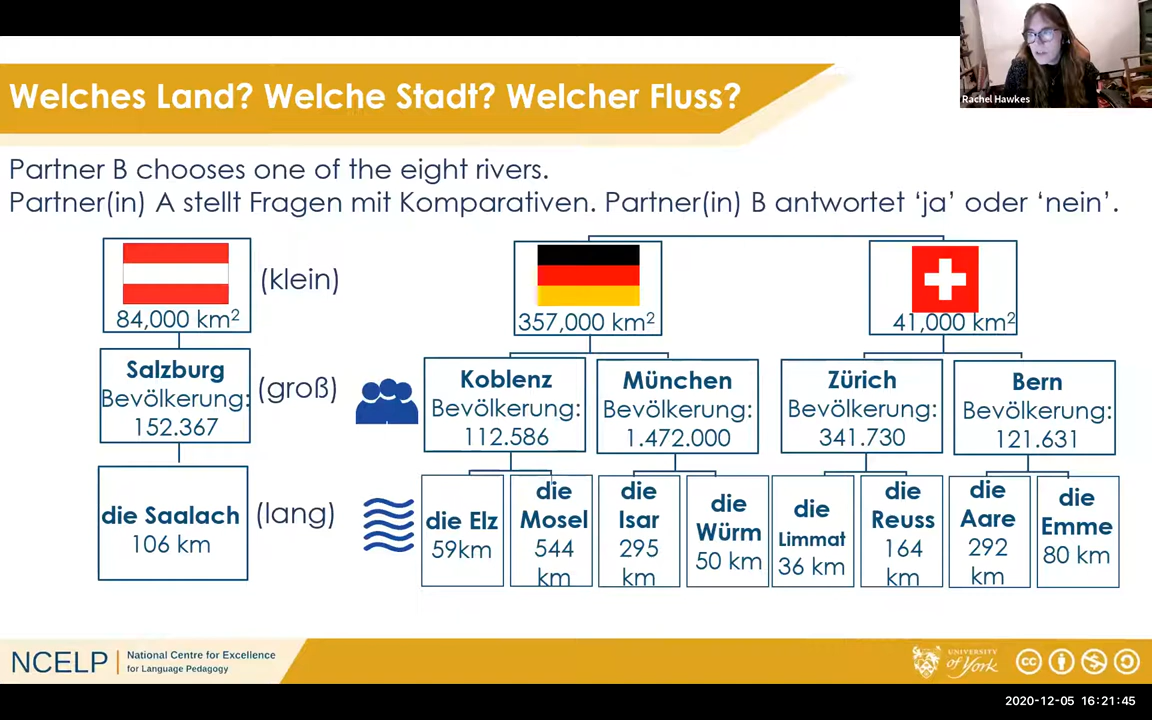 Rachel Hawkes
Welches Land? Welche Stadt? Welcher Fluss?
Partner B chooses one of the eight rivers.
Partner(in) A stellt Fragen mit Komparativen. Partner(in) B antwortet ‘ja’ oder ‘nein’.
84,000 km²
(klein)
357,000 km²
41,000 km²
Salzburg
Bevölkerung:
152.367
(groß)
Koblenz
Bevölkerung:
112.586
München
Bevölkerung:
1.472.000
Zürich
Bevölkerung:
341.730
Bern
Bevölkerung:
121.631
die Saalach
106 km
(lang)
die Elz
59km
die
Mosel
544
km
die
Isar
295
km
die
Würm
50 km
die
Limmat
36 km
die
Reuss
164
km
die
Aare
292
km
die
Emme
80 km
NCELP
National Centre for Excellence
for Language Pedagogy
UNIVERSITY
of York
cc
2020-12-05 16:21:45